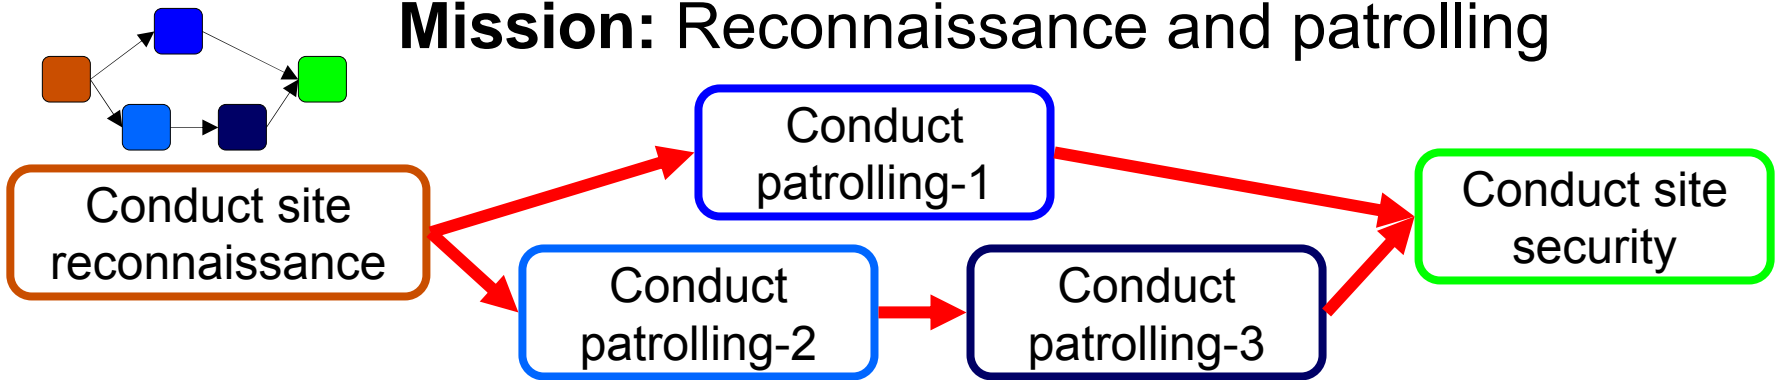 Mission: Reconnaissance and patrolling
Conduct site
reconnaissance
Conduct
patrolling-1
Conduct
patrolling-2
Conduct
patrolling-3
Conduct site
security